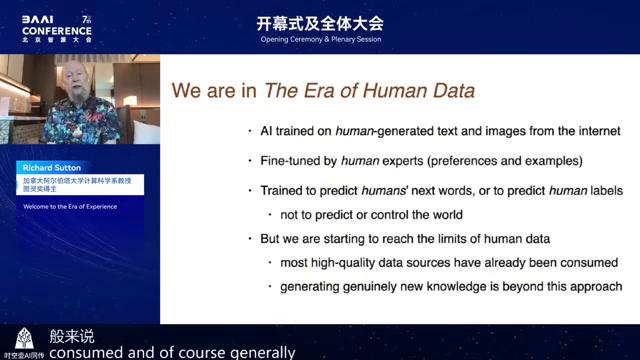 BAAI
CONFERENCE
7th
北京智源大会
开幕式及全体大会
Opening Ceremony & Plenary Session
We are in The Era of Human Data
• AI trained on human-generated text and images from the internet
• Fine-tuned by human experts (preferences and examples)
• Trained to predict humans' next words, or to predict human labels
• not to predict or control the world
• But we are starting to reach the limits of human data
• most high-quality data sources have already been consumed
• generating genuinely new knowledge is beyond this approach
Richard Sutton
加拿大阿尔伯塔大学计算科学系教授
图灵奖得主
Welcome to the Era of Experience
时空壶AI同传
般来说
consumed and of course generally